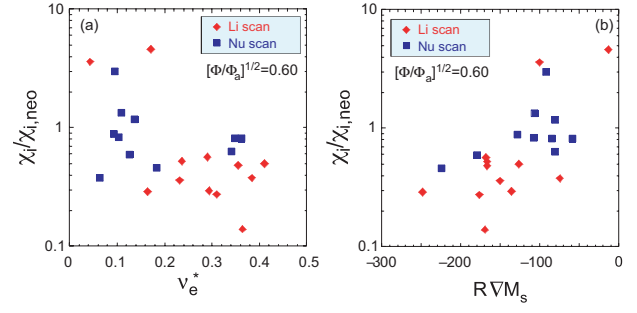 (a)
Li scan
Nu scan
[Φ/Φₐ]^1/2=0.60
χᵢ/χᵢ,neo
10
1
0.1
0 0.1 0.2 0.3 0.4 0.5
νₑ*
(b)
Li scan
Nu scan
[Φ/Φₐ]^1/2=0.60
χᵢ/χᵢ,neo
10
1
0.1
−300 −200 −100 0
R∇Mₛ